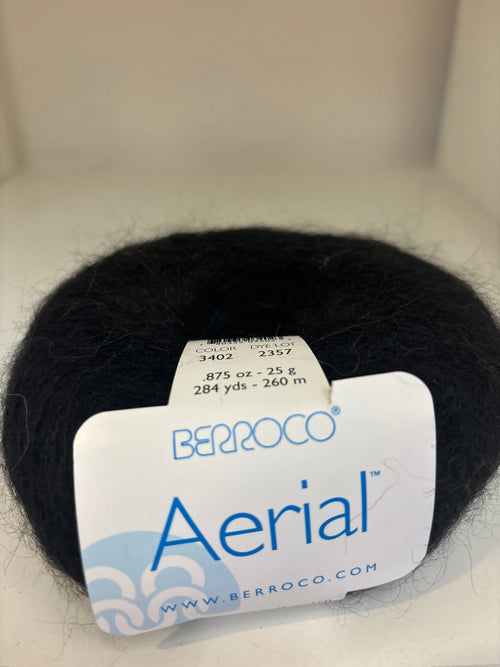 COLOR DYE LOT
3402 2357
.875 oz - 25 g
284 yds - 260 m
BERROCO®
Aerial™
WWW.BERROCO.COM